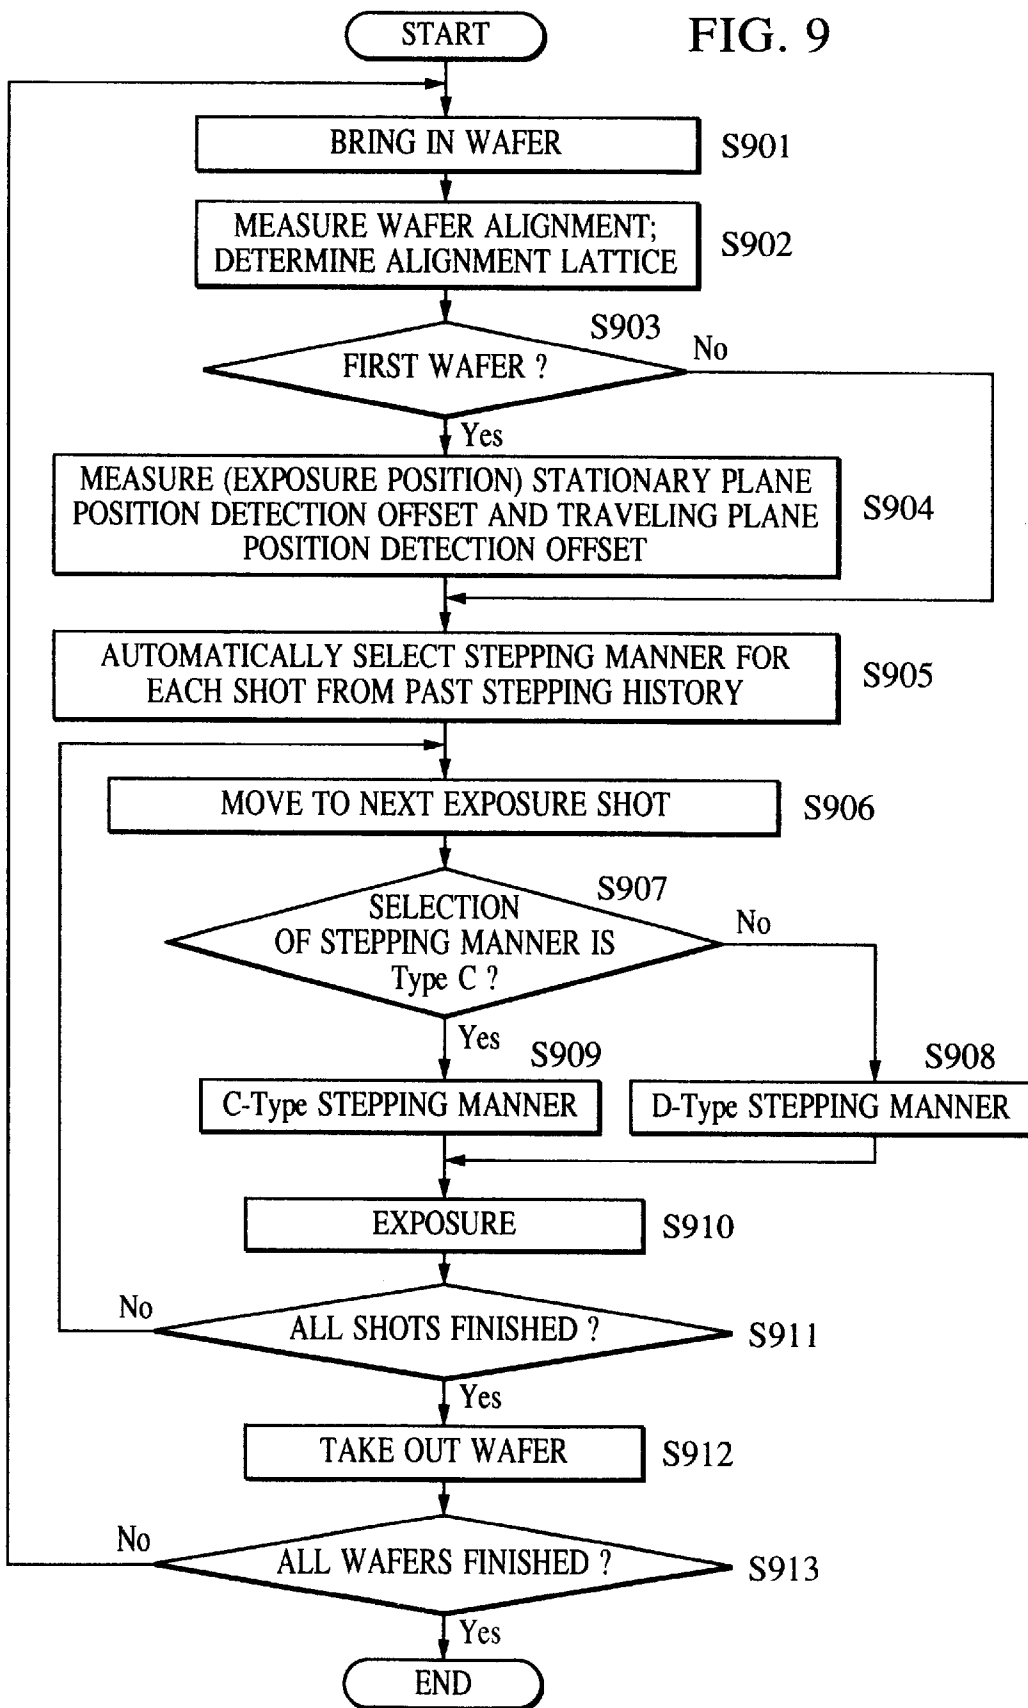 START
FIG. 9
BRING IN WAFER
S901
MEASURE WAFER ALIGNMENT;
DETERMINE ALIGNMENT LATTICE
S902
S903
FIRST WAFER ?
No
Yes
MEASURE (EXPOSURE POSITION) STATIONARY PLANE
POSITION DETECTION OFFSET AND TRAVELING PLANE
POSITION DETECTION OFFSET
S904
AUTOMATICALLY SELECT STEPPING MANNER FOR
EACH SHOT FROM PAST STEPPING HISTORY
S905
MOVE TO NEXT EXPOSURE SHOT
S906
S907
SELECTION
OF STEPPING MANNER IS
Type C ?
No
Yes
S909
S908
C-Type STEPPING MANNER
D-Type STEPPING MANNER
EXPOSURE
S910
No
ALL SHOTS FINISHED ?
S911
Yes
TAKE OUT WAFER
S912
No
ALL WAFERS FINISHED ?
S913
Yes
END